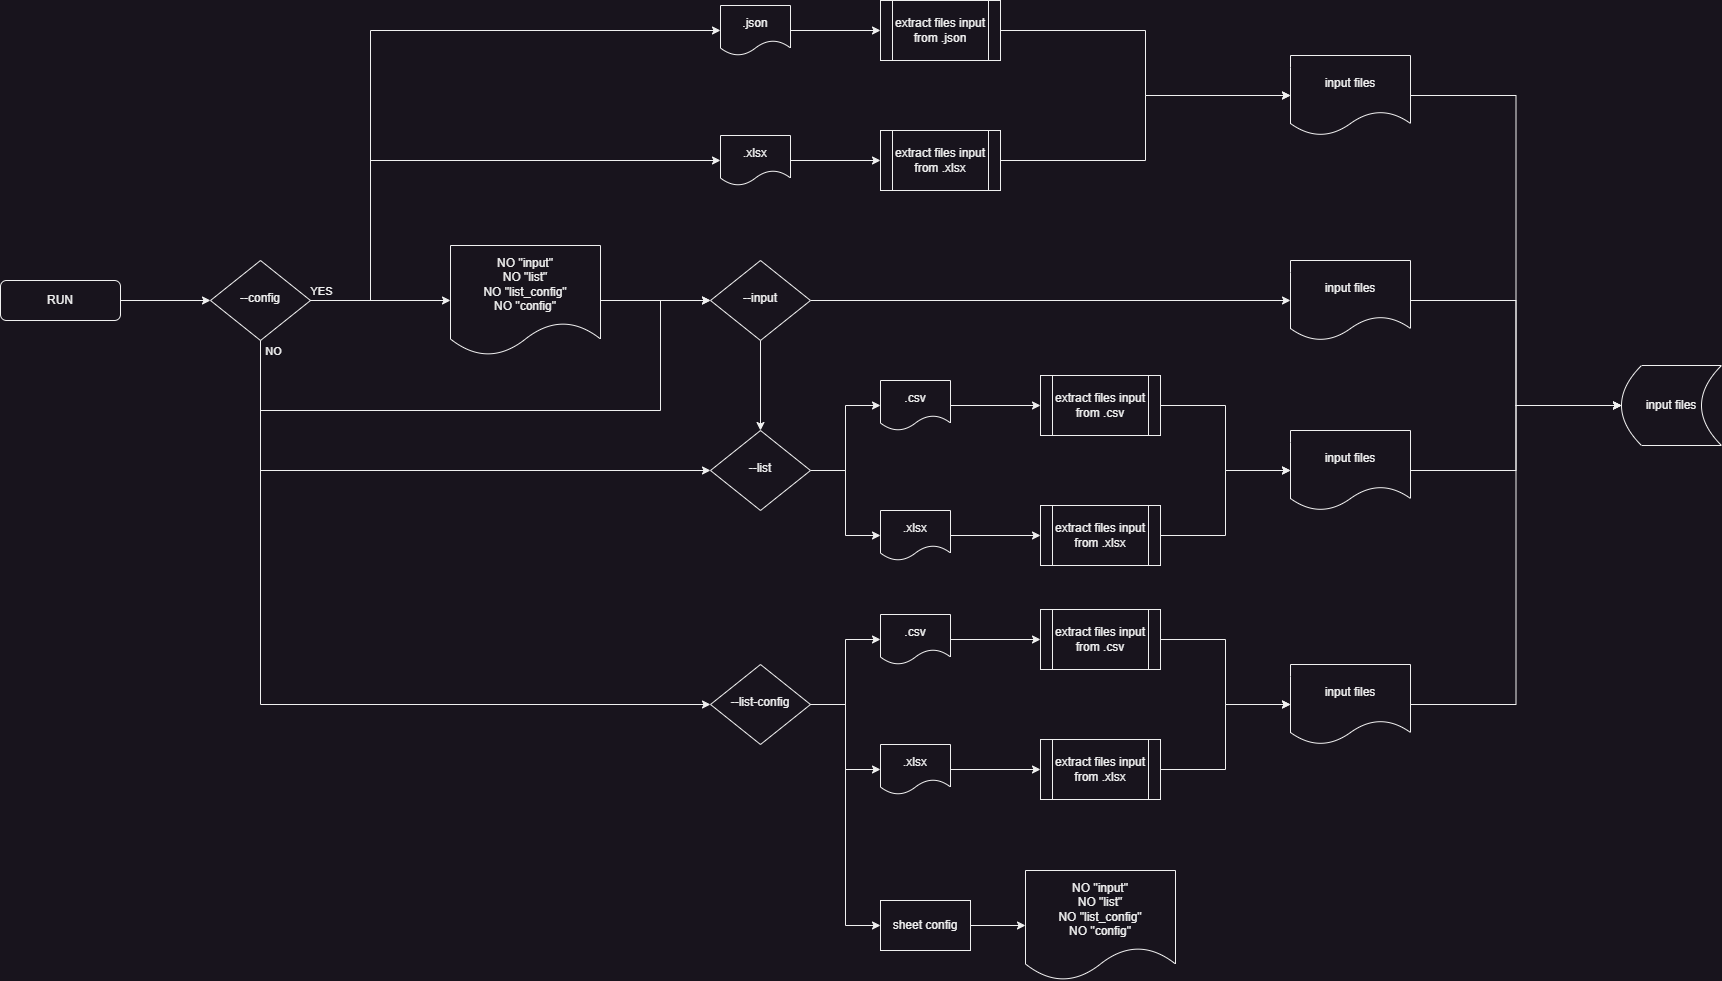 .json
extract files input
from .json
input files
.xlsx
extract files input
from .xlsx
RUN
--config
YES
NO
NO "input"
NO "list"
NO "list_config"
NO "config"
--input
input files
.csv
extract files input
from .csv
input files
--list
input files
.xlsx
extract files input
from .xlsx
.csv
extract files input
from .csv
--list-config
input files
.xlsx
extract files input
from .xlsx
sheet config
NO "input"
NO "list"
NO "list_config"
NO "config"